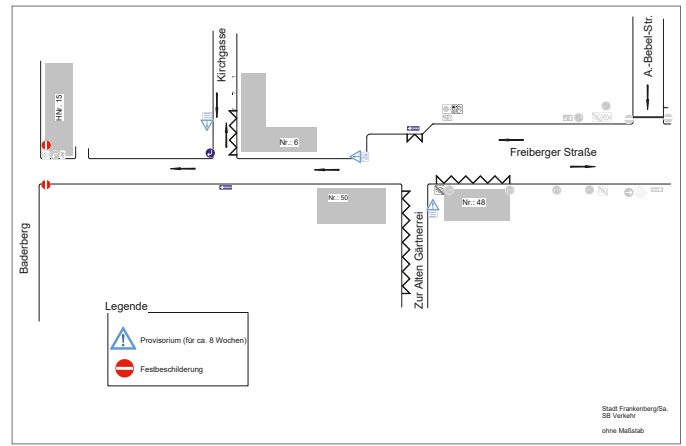 Kirchgasse
A.-Bebel-Str.
HNr. 15
Nr.: 6
Freiberger Straße
Nr.: 50
Nr.: 48
Baderberg
Zur Alten Gärtnerrei
Legende
Provisorium (für ca. 8 Wochen)
Festbeschilderung
Stadt Frankenberg/Sa.
SB Verkehr
ohne Maßstab